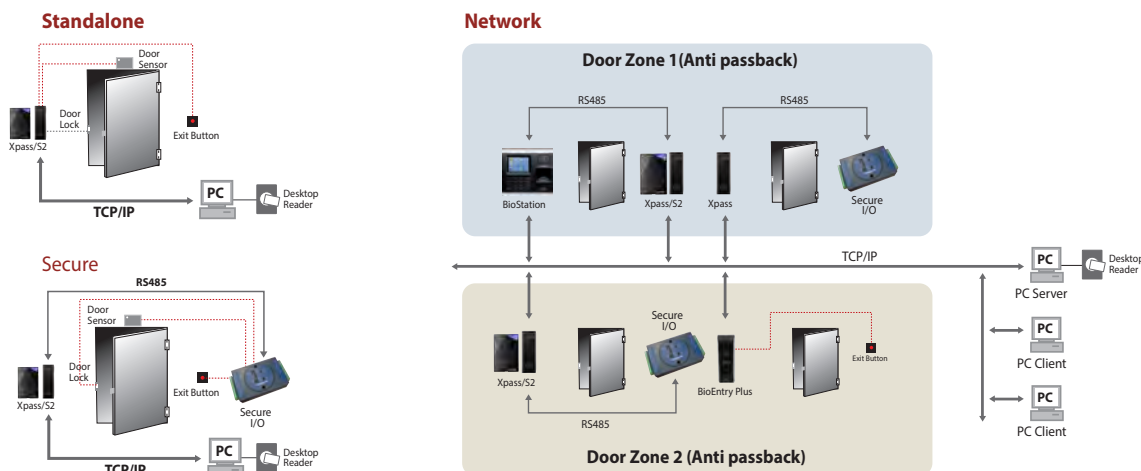 Standalone
Door
Sensor
Door
Lock
Xpass/S2
Exit Button
PC
Desktop
Reader
TCP/IP
Secure
RS485
Door
Sensor
Door
Lock
Xpass/S2
Exit Button
Secure
I/O
PC
Desktop
Reader
TCP/IP
Network
Door Zone 1(Anti passback)
RS485
RS485
BioStation
Xpass/S2
Xpass
Secure
I/O
TCP/IP
PC
Desktop
Reader
PC Server
PC
PC Client
PC
PC Client
Secure
I/O
Xpass/S2
BioEntry Plus
Exit Button
RS485
Door Zone 2 (Anti passback)